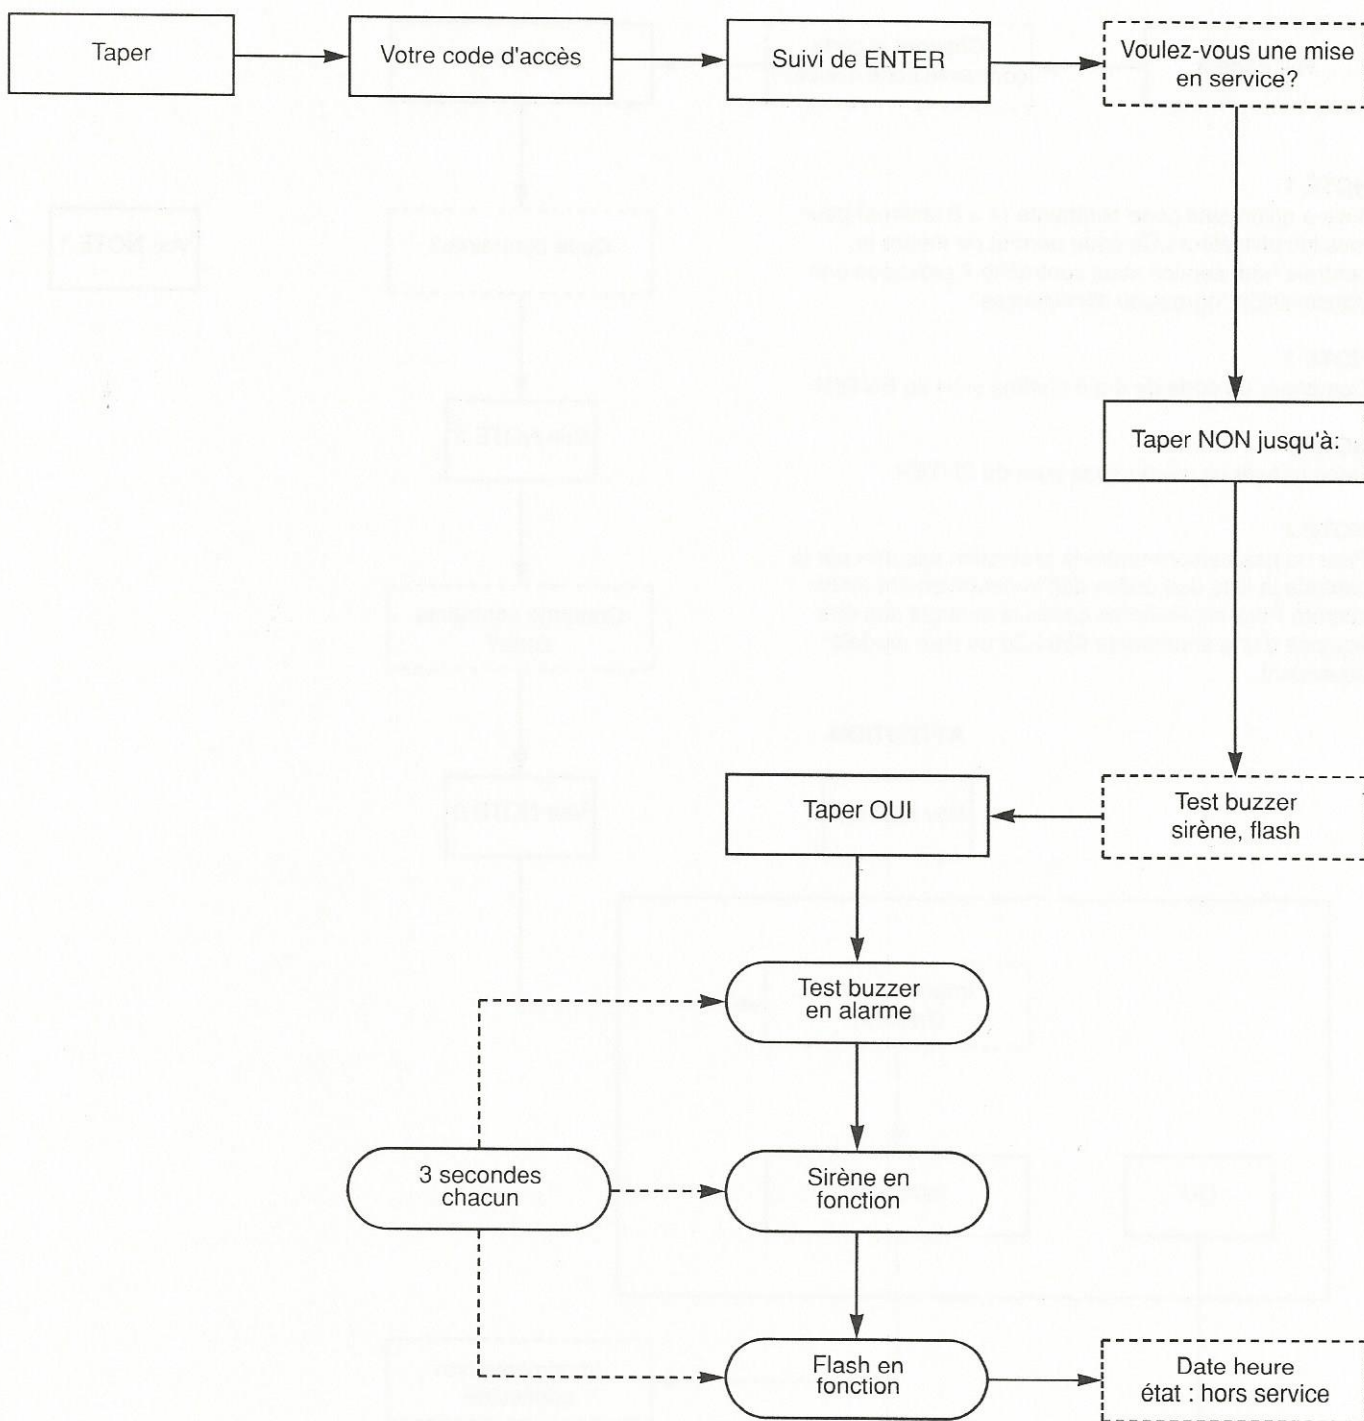 Taper
Votre code d'accès
Suivi de ENTER
Voulez-vous une mise
en service?
Taper NON jusqu'à:
Test buzzer
sirène, flash
Taper OUI
Test buzzer
en alarme
3 secondes
chacun
Sirène en
fonction
Flash en
fonction
Date heure
état : hors service